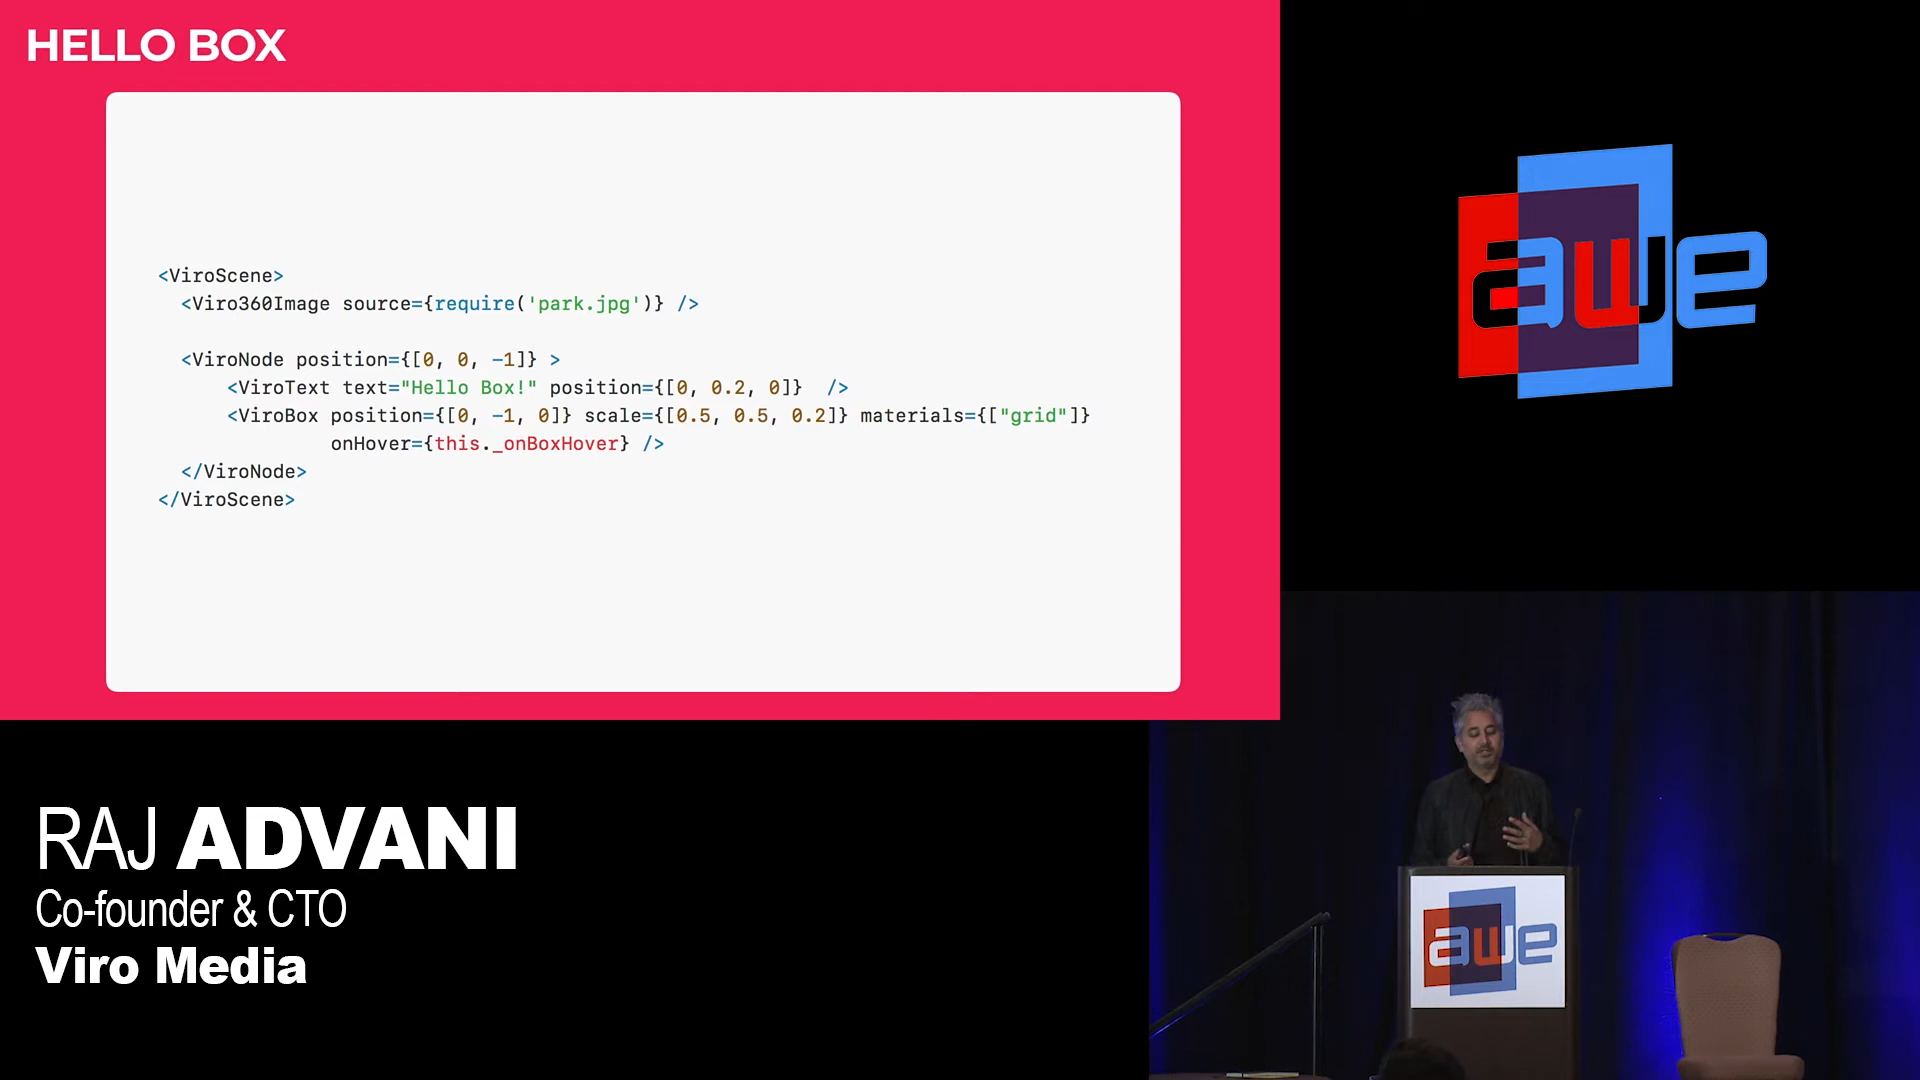 HELLO BOX
<ViroScene>
<Viro360Image source={require('park.jpg')} />
<ViroNode position={[0, 0, -1]} >
<ViroText text="Hello Box!" position={[0, 0.2, 0]} />
<ViroBox position={[0, -1, 0]} scale={[0.5, 0.5, 0.2]} materials={["grid"]}
onHover={this._onBoxHover} />
</ViroNode>
</ViroScene>
awe
RAJ ADVANI
Co-founder & CTO
Viro Media
awe